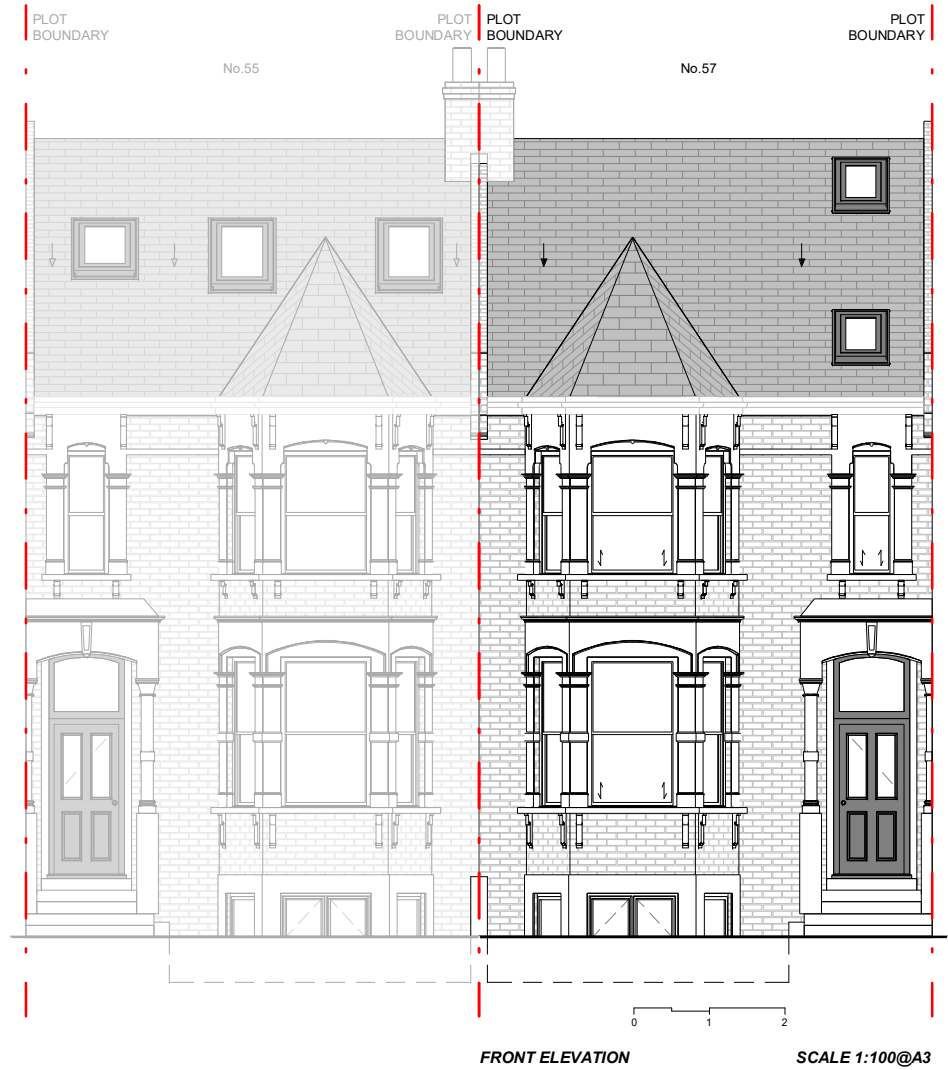 PLOT
BOUNDARY
PLOT
BOUNDARY
PLOT
BOUNDARY
PLOT
BOUNDARY
No.55
No.57
0 1 2
FRONT ELEVATION
SCALE 1:100@A3